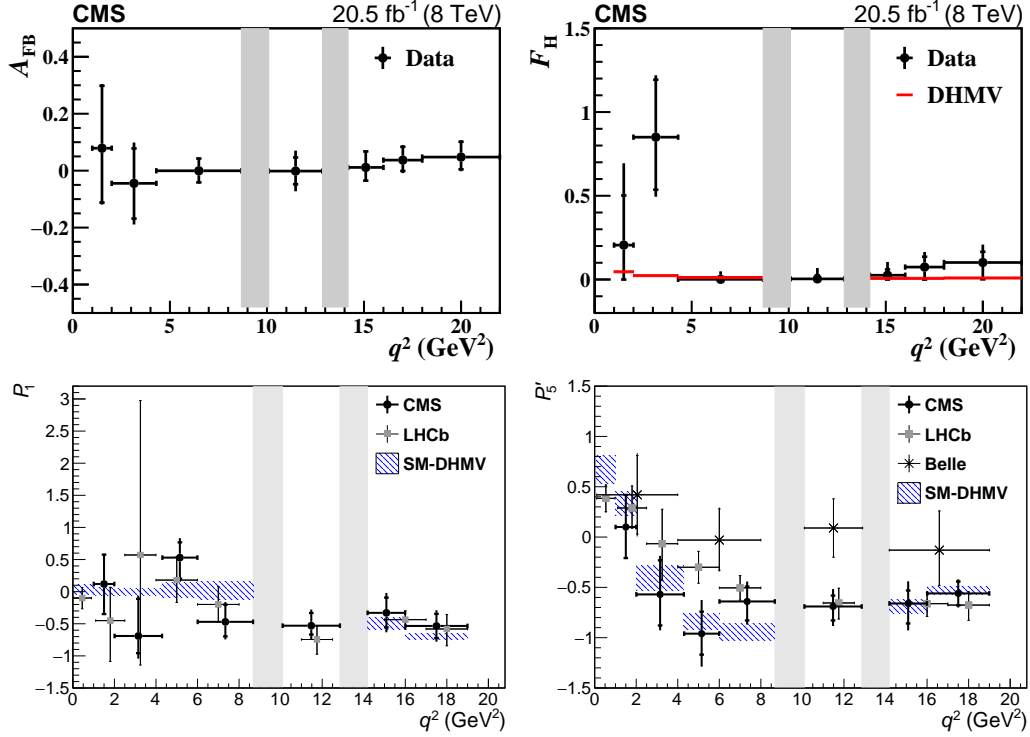 CMS 20.5 fb⁻¹ (8 TeV)
A_FB
Data
0.4
0.2
0
−0.2
−0.4
0 5 10 15 20
q² (GeV²)
CMS 20.5 fb⁻¹ (8 TeV)
F_H
Data
DHMV
1.5
1
0.5
0
0 5 10 15 20
q² (GeV²)
P₁
CMS
LHCb
SM-DHMV
3
2.5
2
1.5
1
0.5
0
−0.5
−1
−1.5
0 2 4 6 8 10 12 14 16 18 20
q² (GeV²)
P′₅
CMS
LHCb
Belle
SM-DHMV
1.5
1
0.5
0
−0.5
−1
−1.5
0 2 4 6 8 10 12 14 16 18 20
q² (GeV²)